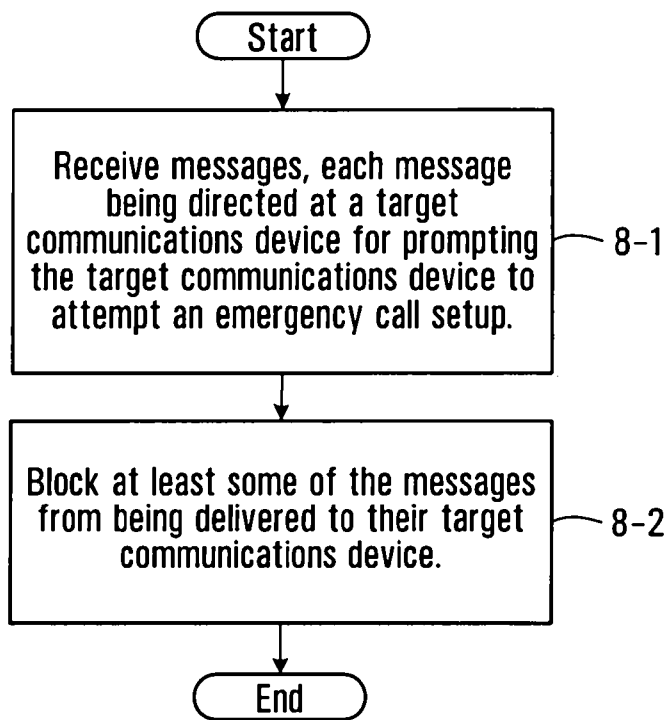 Start
Receive messages, each message
being directed at a target
communications device for prompting
the target communications device to
attempt an emergency call setup.
8-1
Block at least some of the messages
from being delivered to their target
communications device.
8-2
End